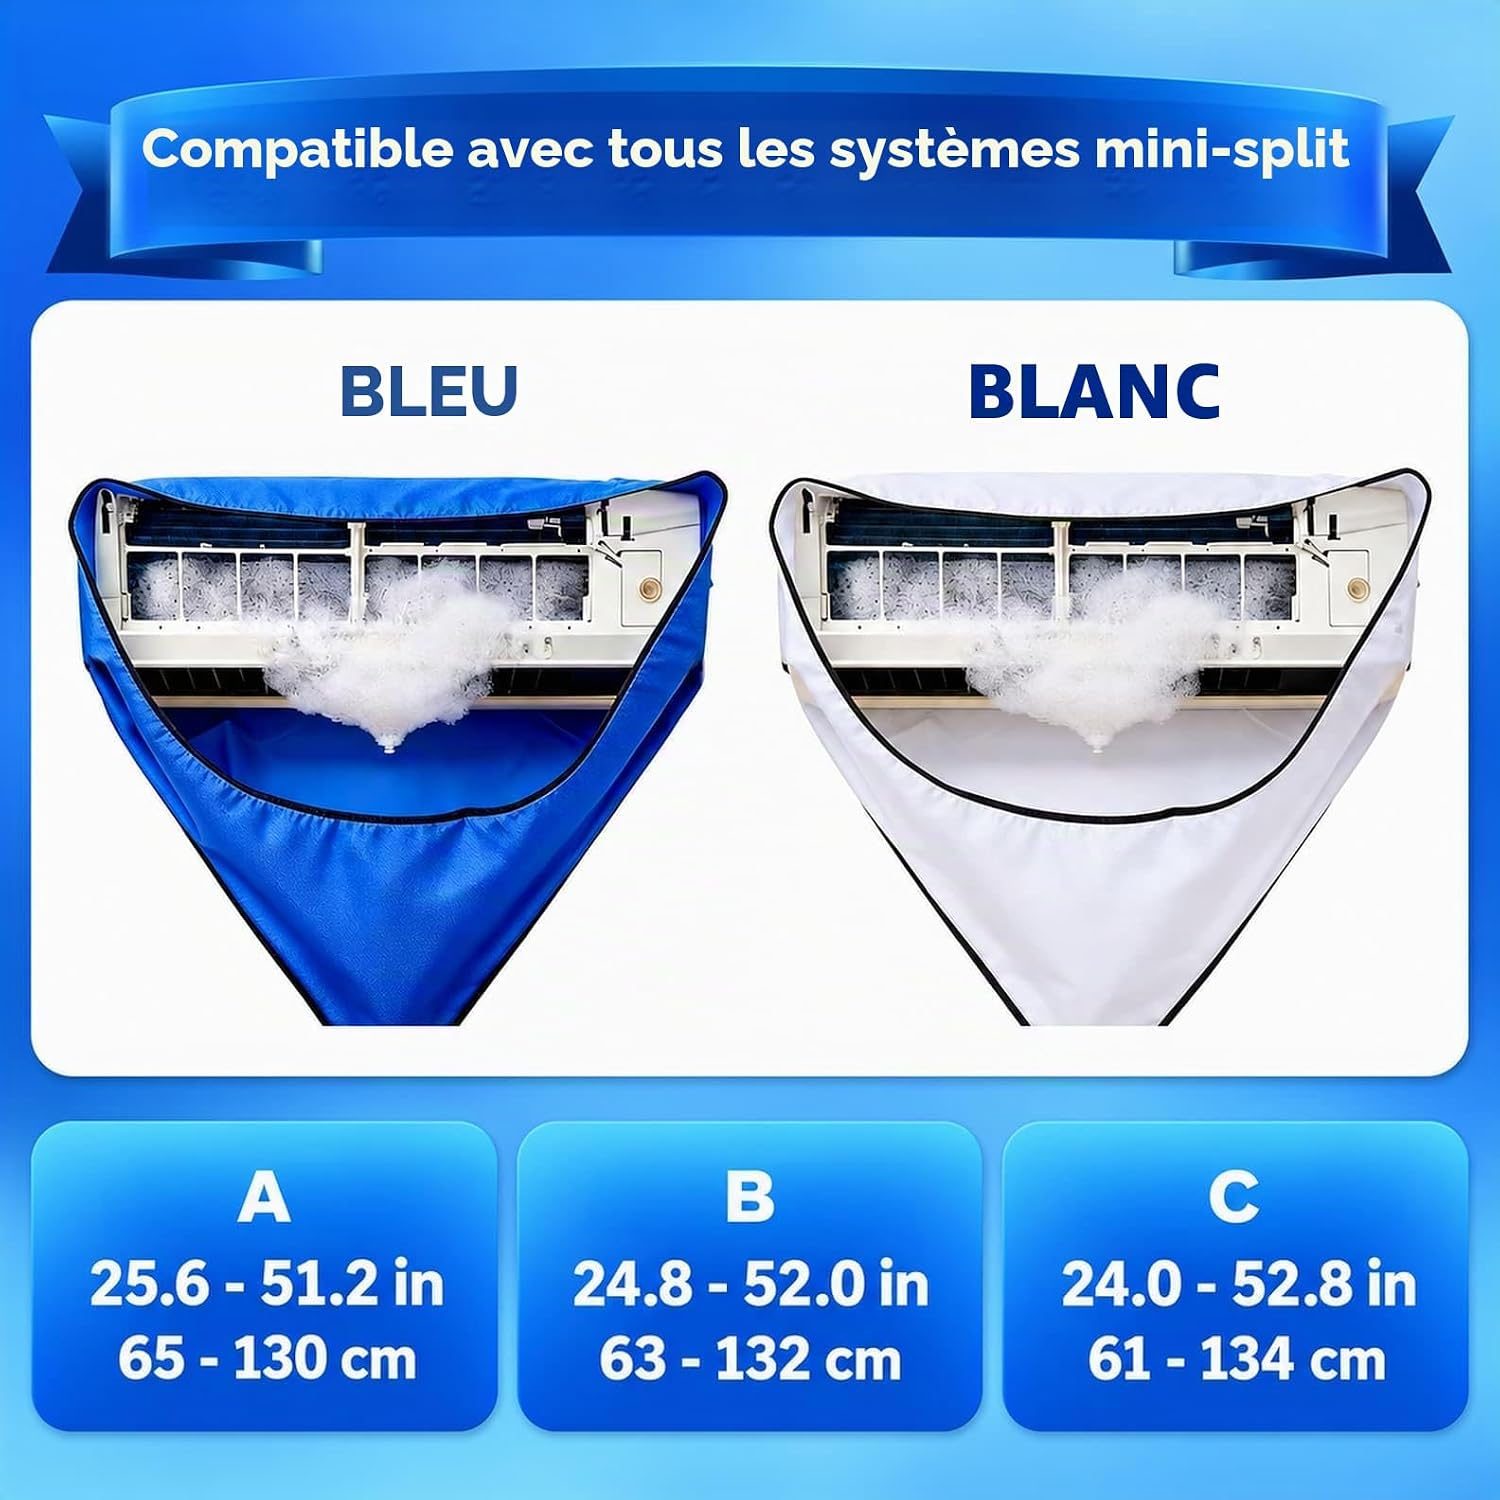 Compatible avec tous les systèmes mini-split
BLEU
BLANC
A
25.6 - 51.2 in
65 - 130 cm
B
24.8 - 52.0 in
63 - 132 cm
C
24.0 - 52.8 in
61 - 134 cm